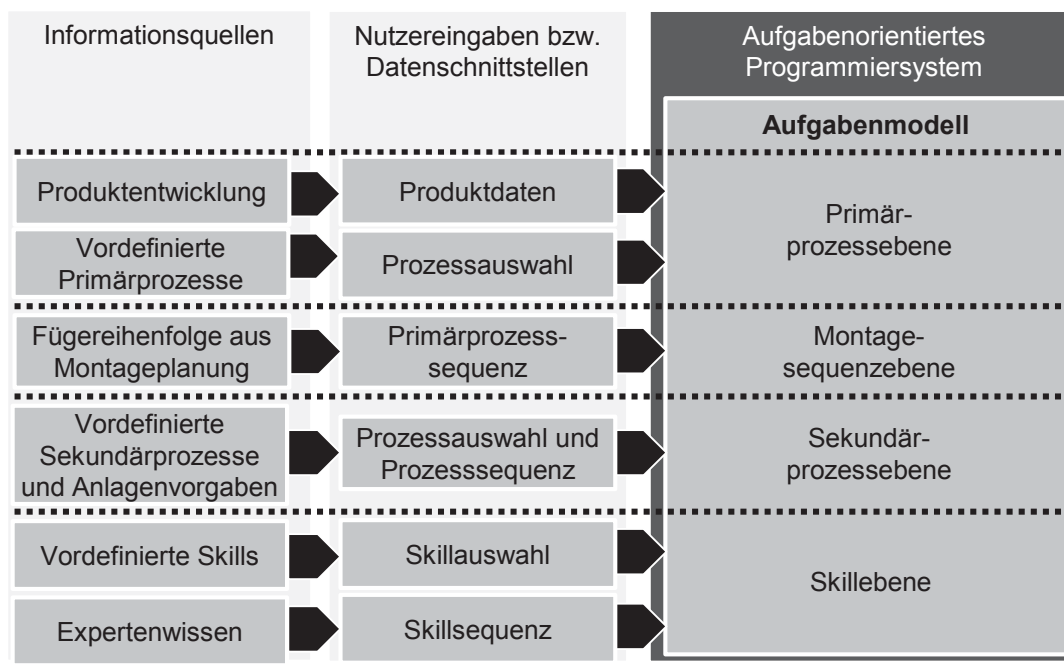 Informationsquellen
Nutzereingaben bzw.
Datenschnittstellen
Aufgabenorientiertes
Programmiersystem
Aufgabenmodell
Produktentwicklung
Produktdaten
Primär-
prozessebene
Vordefinierte
Primärprozesse
Prozessauswahl
Fügereihenfolge aus
Montageplanung
Primärprozess-
sequenz
Montage-
sequenzebene
Vordefinierte
Sekundärprozesse
und Anlagenvorgaben
Prozessauswahl und
Prozesssequenz
Sekundär-
prozessebene
Vordefinierte Skills
Skillauswahl
Skillebene
Expertenwissen
Skillsequenz